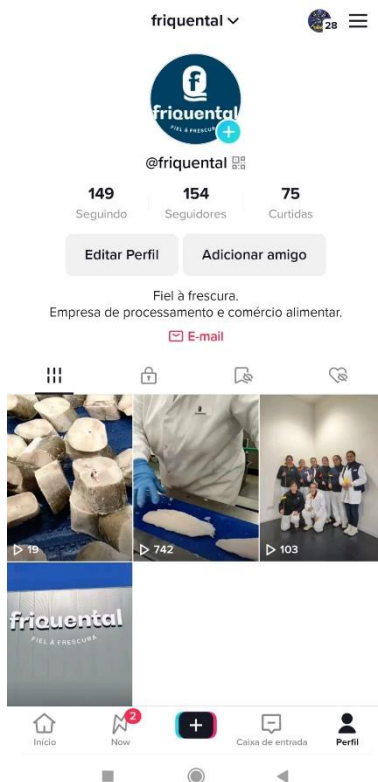 friquental
28
friquental
FIEL À FRESCURA
@friquental
149 154 75
Seguindo Seguidores Curtidas
Editar Perfil Adicionar amigo
Fiel à frescura.
Empresa de processamento e comércio alimentar.
E-mail
19 742 103
friquental
FIEL À FRESCURA
2
Início Now Caixa de entrada Perfil